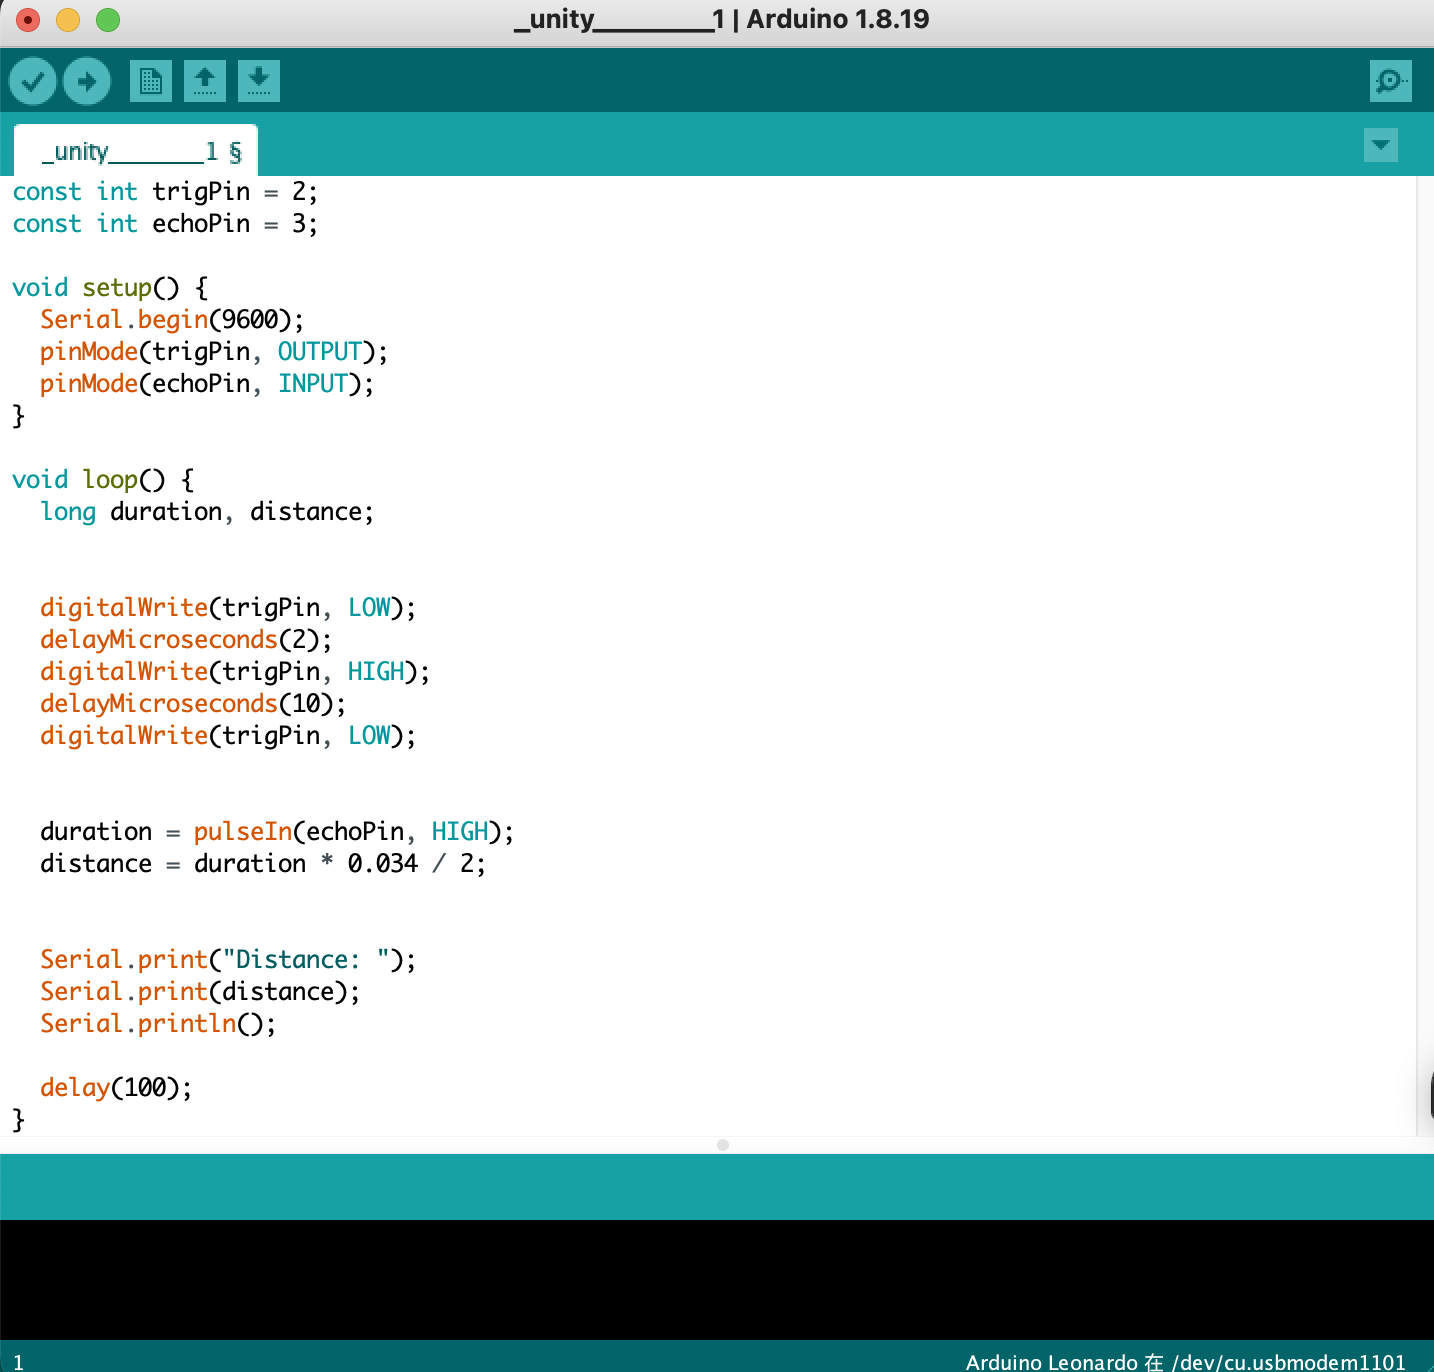 _unity_________1 | Arduino 1.8.19
_unity________1 §
const int trigPin = 2;
const int echoPin = 3;
void setup() {
Serial.begin(9600);
pinMode(trigPin, OUTPUT);
pinMode(echoPin, INPUT);
}
void loop() {
long duration, distance;
digitalWrite(trigPin, LOW);
delayMicroseconds(2);
digitalWrite(trigPin, HIGH);
delayMicroseconds(10);
digitalWrite(trigPin, LOW);
duration = pulseIn(echoPin, HIGH);
distance = duration * 0.034 / 2;
Serial.print("Distance: ");
Serial.print(distance);
Serial.println();
delay(100);
}
1
Arduino Leonardo 在 /dev/cu.usbmodem1101